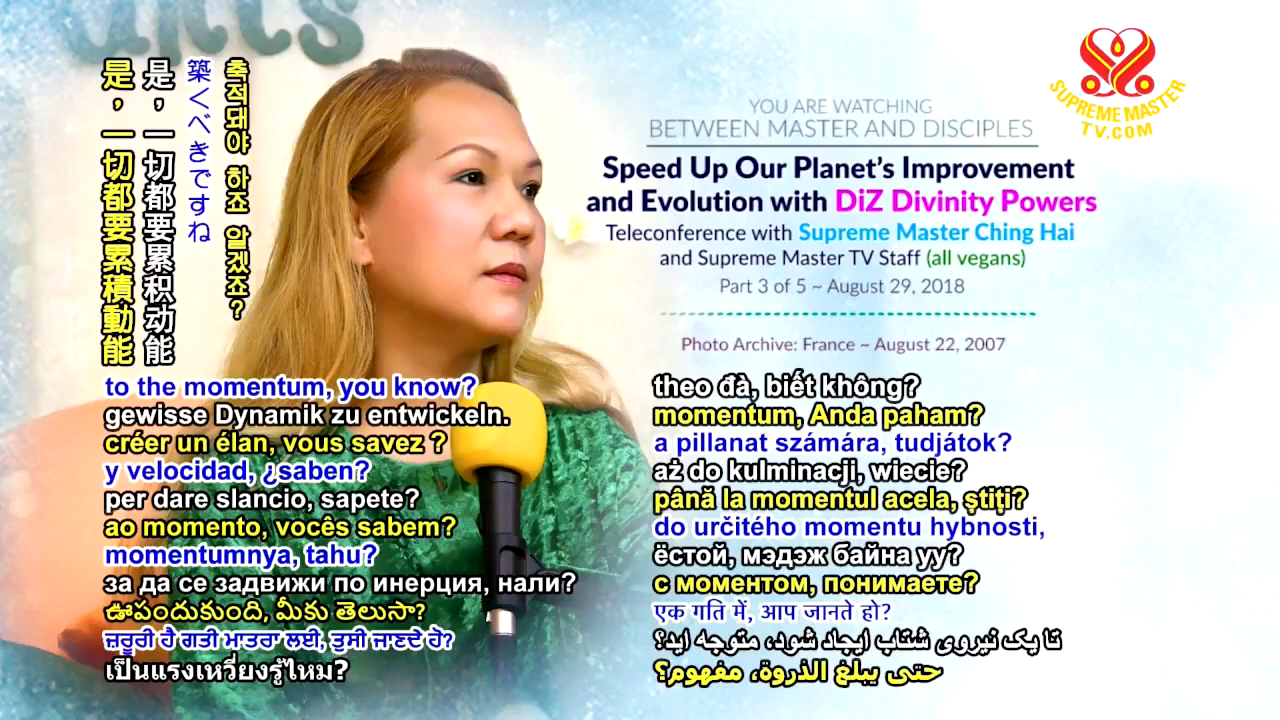 YOU ARE WATCHING
BETWEEN MASTER AND DISCIPLES
Speed Up Our Planet's Improvement
and Evolution with DiZ Divinity Powers
Teleconference with Supreme Master Ching Hai
and Supreme Master TV Staff (all vegans)
Part 3 of 5 ~ August 29, 2018
Photo Archive: France ~ August 22, 2007
SUPREME MASTER
TV.COM
是，一切都要累積動能
是，一切都要累积动能
築くべきですね
축적돼야 하죠 알겠죠?
to the momentum, you know?
gewisse Dynamik zu entwickeln.
créer un élan, vous savez ?
y velocidad, ¿saben?
per dare slancio, sapete?
ao momento, vocês sabem?
momentumnya, tahu?
за да се задвижи по инерция, нали?
ఊపందుకుంది, మీకు తెలుసా?
ਜ਼ਰੂਰੀ ਹੈ ਗਤੀ ਮਾਤਰਾ ਲਈ, ਤੁਸੀ ਜਾਣਦੇ ਹੋ?
เป็นแรงเหวี่ยงรู้ไหม?
theo đà, biết không?
momentum, Anda paham?
a pillanat számára, tudjátok?
aż do kulminacji, wiecie?
până la momentul acela, știți?
do určitého momentu hybnosti,
ёстой, мэдэж байна уу?
с моментом, понимаете?
एक गति में, आप जानते हो?
تا یک نیروی شتاب ایجاد شود، متوجه اید؟
حتى يبلغ الذروة، مفهوم؟